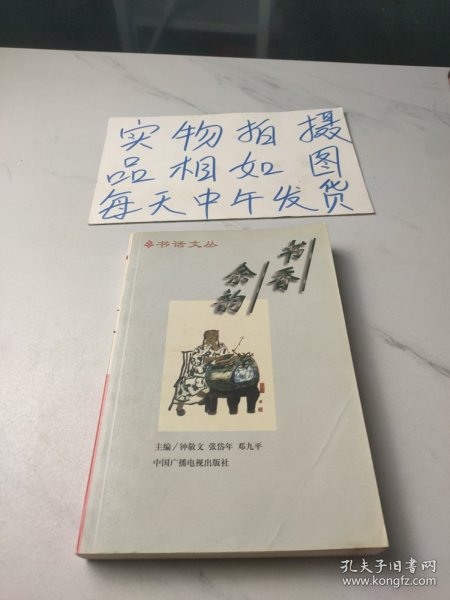 实物拍摄
品相如图
每天中午发货
书话文丛
书香
余韵
主编／钟敬文 张岱年 邓九平
中国广播电视出版社
孔夫子旧书网
www.kongfz.com